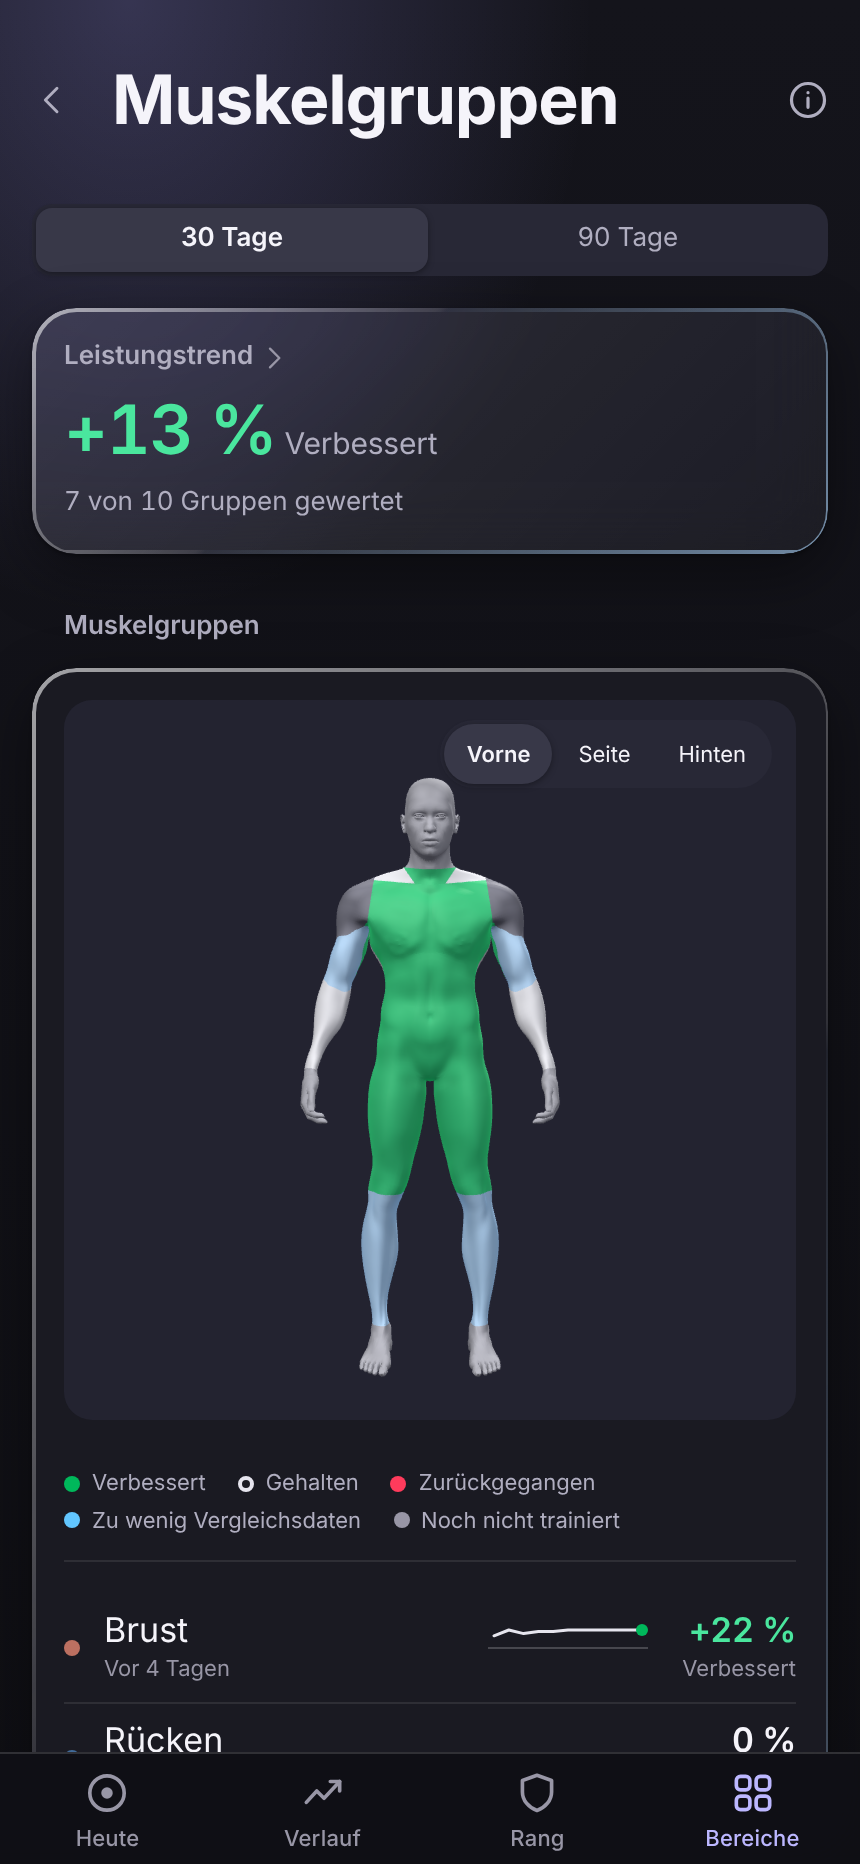 Muskelgruppen
30 Tage
90 Tage
Leistungstrend
+13 % Verbessert
7 von 10 Gruppen gewertet
Muskelgruppen
Vorne
Seite
Hinten
Verbessert
Gehalten
Zurückgegangen
Zu wenig Vergleichsdaten
Noch nicht trainiert
Brust
+22 %
Vor 4 Tagen
Verbessert
Rücken
0 %
Heute
Verlauf
Rang
Bereiche